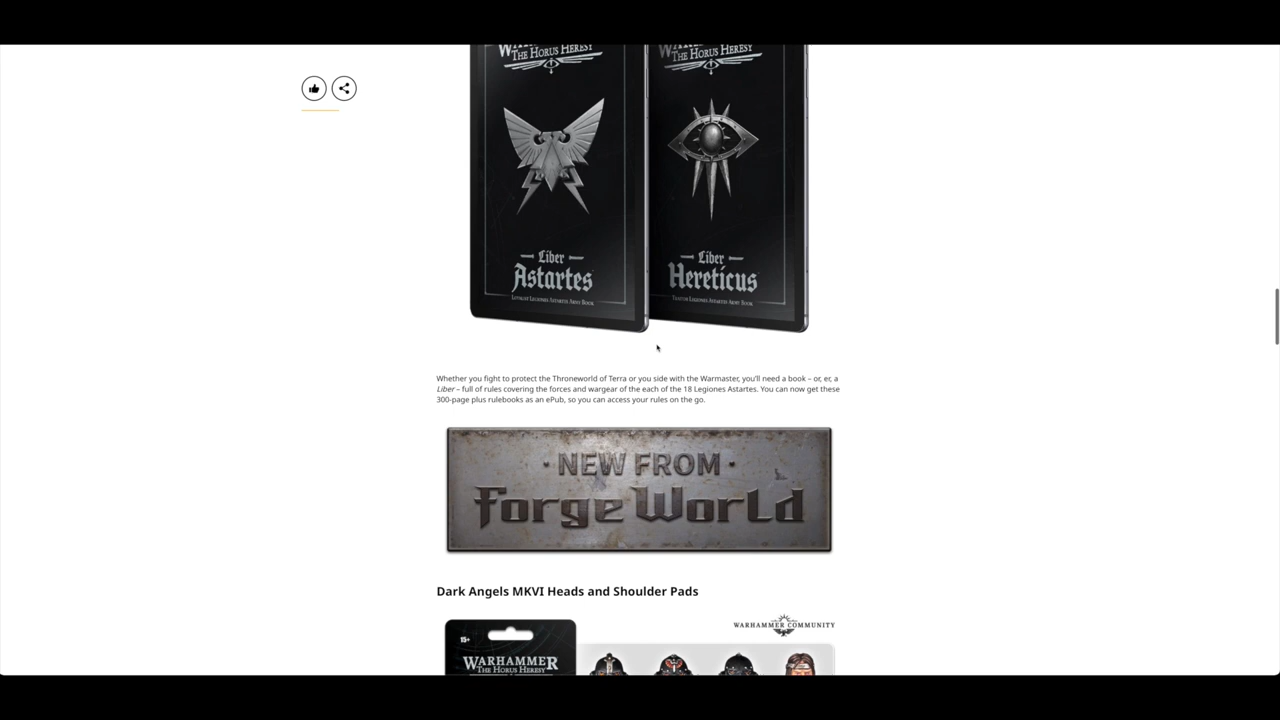 WARHAMMER WARHAMMER
THE HORUS HERESY THE HORUS HERESY
Liber
Astartes
LOYALIST LEGIONES ASTARTES ARMY BOOK
Liber
Hereticus
TRAITOR LEGIONES ASTARTES ARMY BOOK
Whether you fight to protect the Throneworld of Terra or you side with the Warmaster, you'll need a book – or, er, a
Liber – full of rules covering the forces and wargear of the each of the 18 Legiones Astartes. You can now get these
300-page plus rulebooks as an ePub, so you can access your rules on the go.
· NEW FROM ·
Forge World
Dark Angels MKVI Heads and Shoulder Pads
WARHAMMER COMMUNITY
15+
WARHAMMER
THE HORUS HERESY